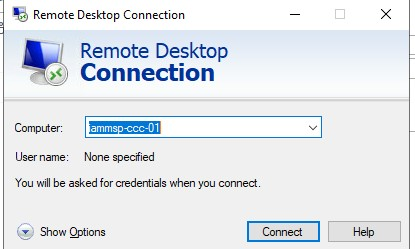 Remote Desktop Connection
Remote Desktop
Connection
Computer:
iammsp-ccc-01
User name: None specified
You will be asked for credentials when you connect.
Show Options
Connect
Help